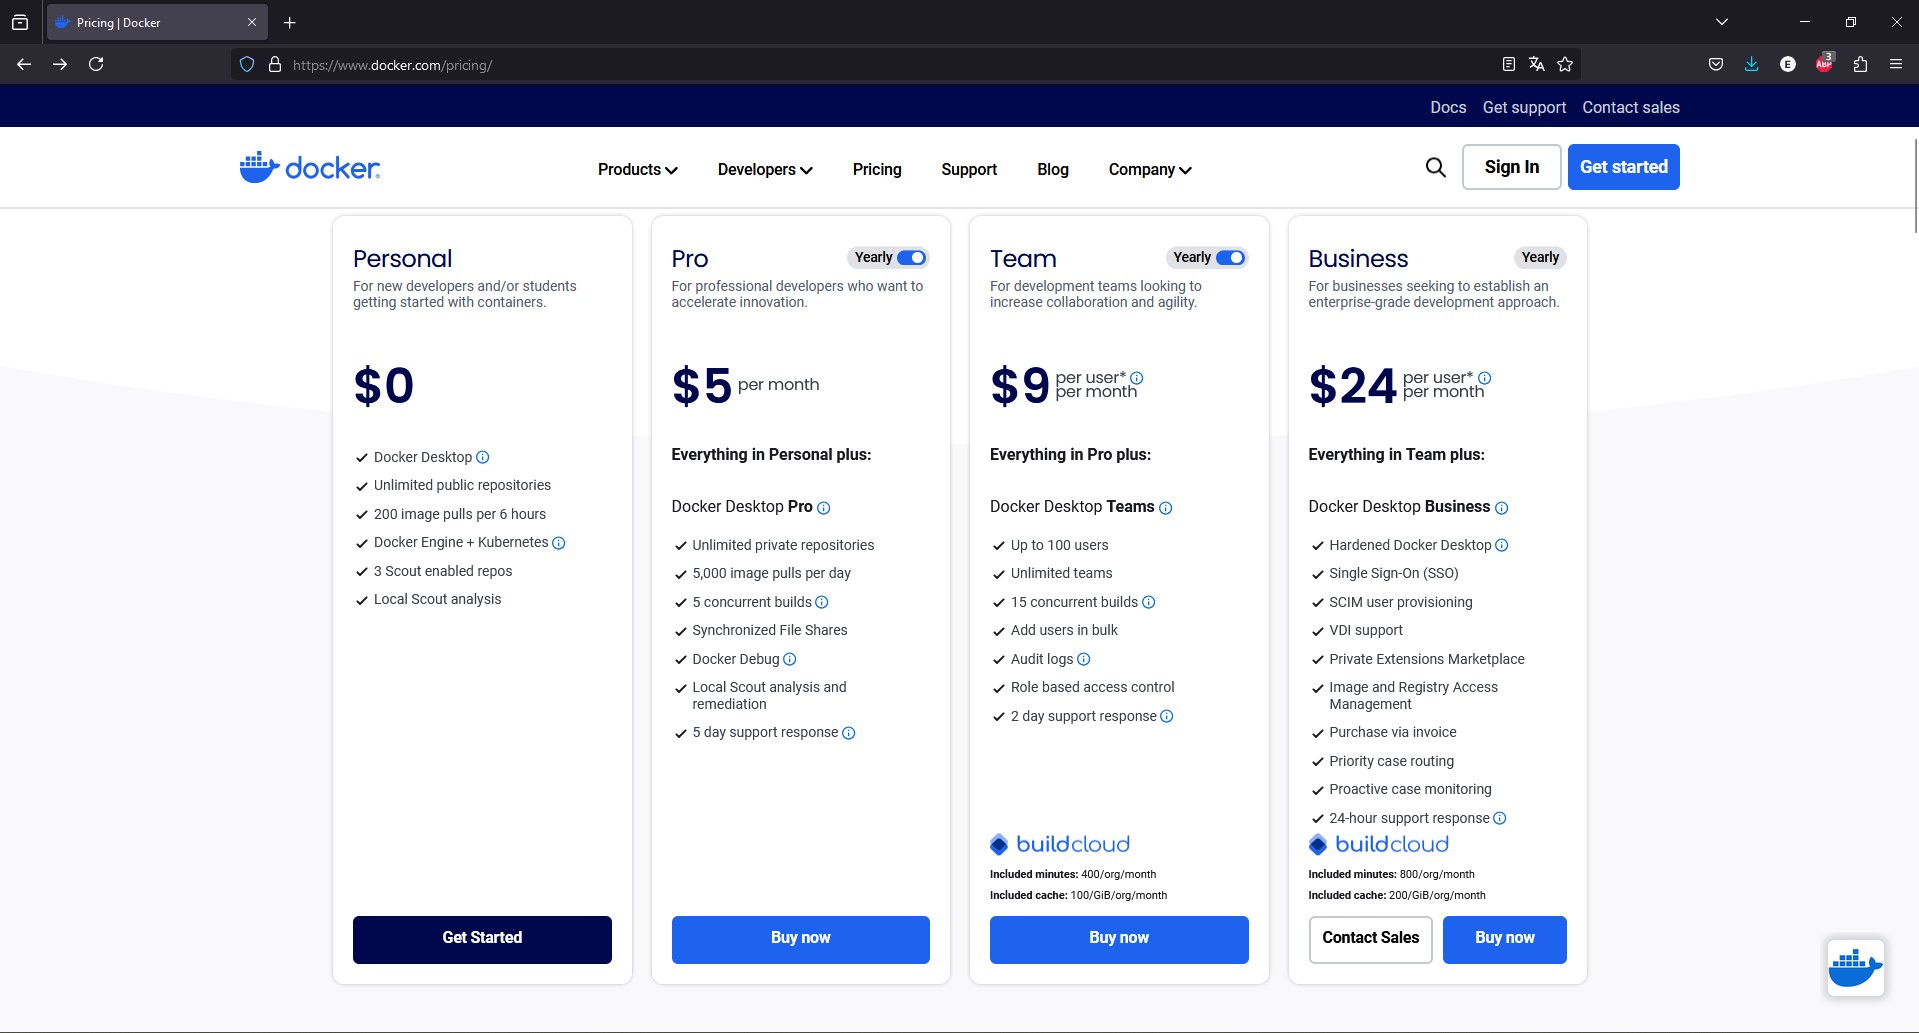 Pricing | Docker
https://www.docker.com/pricing/
E
ABP
3
Docs Get support Contact sales
docker
Products Developers Pricing Support Blog Company
Sign In
Get started
Personal
For new developers and/or students
getting started with containers.
$0
Docker Desktop
Unlimited public repositories
200 image pulls per 6 hours
Docker Engine + Kubernetes
3 Scout enabled repos
Local Scout analysis
Get Started
Pro
Yearly
For professional developers who want to
accelerate innovation.
$5 per month
Everything in Personal plus:
Docker Desktop Pro
Unlimited private repositories
5,000 image pulls per day
5 concurrent builds
Synchronized File Shares
Docker Debug
Local Scout analysis and
remediation
5 day support response
Buy now
Team
Yearly
For development teams looking to
increase collaboration and agility.
$9 per user*
per month
Everything in Pro plus:
Docker Desktop Teams
Up to 100 users
Unlimited teams
15 concurrent builds
Add users in bulk
Audit logs
Role based access control
2 day support response
buildcloud
Included minutes: 400/org/month
Included cache: 100/GiB/org/month
Buy now
Business
Yearly
For businesses seeking to establish an
enterprise-grade development approach.
$24 per user*
per month
Everything in Team plus:
Docker Desktop Business
Hardened Docker Desktop
Single Sign-On (SSO)
SCIM user provisioning
VDI support
Private Extensions Marketplace
Image and Registry Access
Management
Purchase via invoice
Priority case routing
Proactive case monitoring
24-hour support response
buildcloud
Included minutes: 800/org/month
Included cache: 200/GiB/org/month
Contact Sales
Buy now